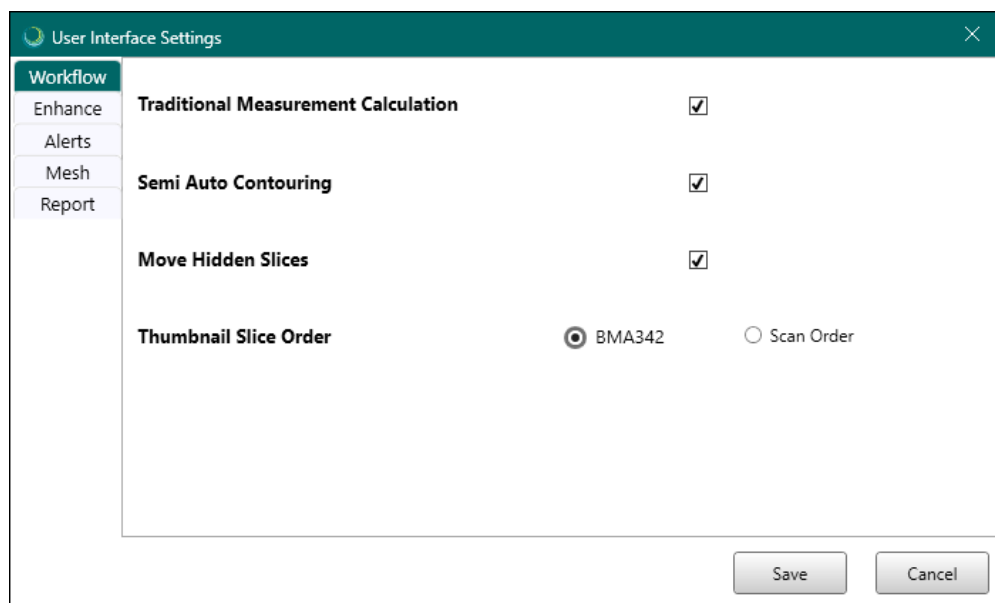 User Interface Settings
Workflow
Enhance
Alerts
Mesh
Report
Traditional Measurement Calculation
Semi Auto Contouring
Move Hidden Slices
Thumbnail Slice Order BMA342 Scan Order
Save Cancel